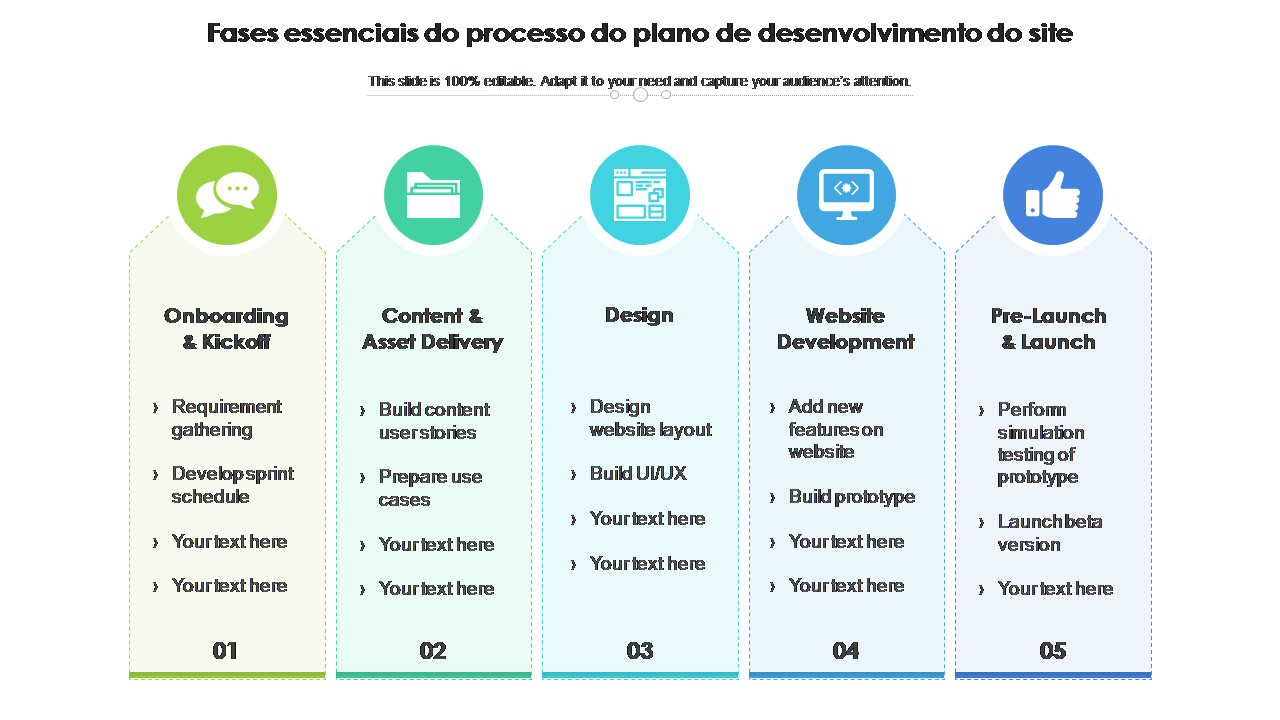 Fases essenciais do processo do plano de desenvolvimento do site
This slide is 100% editable. Adapt it to your need and capture your audience's attention.
Onboarding
& Kickoff
› Requirement
gathering
› Develop sprint
schedule
› Your text here
› Your text here
01
Content &
Asset Delivery
› Build content
user stories
› Prepare use
cases
› Your text here
› Your text here
02
Design
› Design
website layout
› Build UI/UX
› Your text here
› Your text here
03
Website
Development
› Add new
features on
website
› Build prototype
› Your text here
› Your text here
04
Pre-Launch
& Launch
› Perform
simulation
testing of
prototype
› Launch beta
version
› Your text here
05